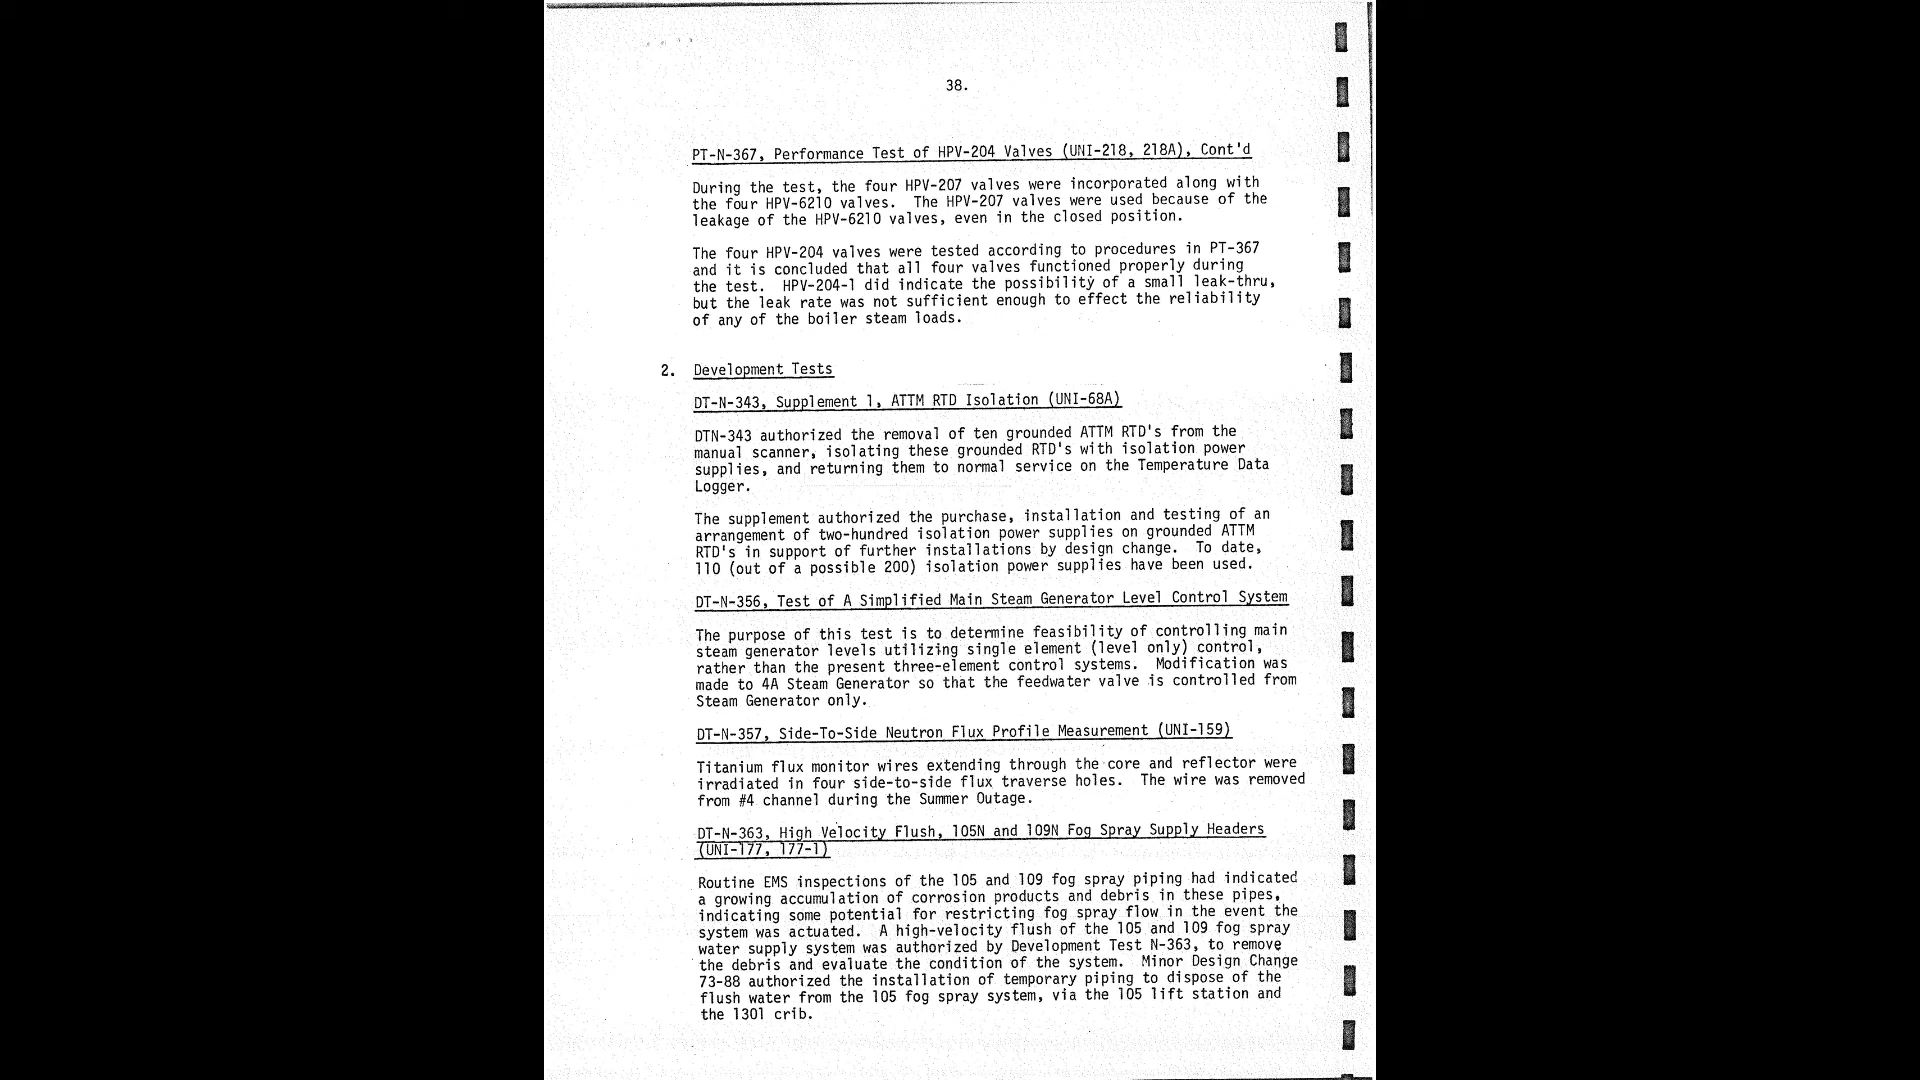 38.
PT-N-367, Performance Test of HPV-204 Valves (UNI-218, 218A), Cont'd
During the test, the four HPV-207 valves were incorporated along with
the four HPV-6210 valves.  The HPV-207 valves were used because of the
leakage of the HPV-6210 valves, even in the closed position.
The four HPV-204 valves were tested according to procedures in PT-367
and it is concluded that all four valves functioned properly during
the test.  HPV-204-1 did indicate the possibility of a small leak-thru,
but the leak rate was not sufficient enough to effect the reliability
of any of the boiler steam loads.
2.  Development Tests
DT-N-343, Supplement 1, ATTM RTD Isolation (UNI-68A)
DTN-343 authorized the removal of ten grounded ATTM RTD's from the
manual scanner, isolating these grounded RTD's with isolation power
supplies, and returning them to normal service on the Temperature Data
Logger.
The supplement authorized the purchase, installation and testing of an
arrangement of two-hundred isolation power supplies on grounded ATTM
RTD's in support of further installations by design change.  To date,
110 (out of a possible 200) isolation power supplies have been used.
DT-N-356, Test of A Simplified Main Steam Generator Level Control System
The purpose of this test is to determine feasibility of controlling main
steam generator levels utilizing single element (level only) control,
rather than the present three-element control systems.  Modification was
made to 4A Steam Generator so that the feedwater valve is controlled from
Steam Generator only.
DT-N-357, Side-To-Side Neutron Flux Profile Measurement (UNI-159)
Titanium flux monitor wires extending through the core and reflector were
irradiated in four side-to-side flux traverse holes.  The wire was removed
from #4 channel during the Summer Outage.
DT-N-363, High Velocity Flush, 105N and 109N Fog Spray Supply Headers
(UNI-177, 177-1)
Routine EMS inspections of the 105 and 109 fog spray piping had indicated
a growing accumulation of corrosion products and debris in these pipes,
indicating some potential for restricting fog spray flow in the event the
system was actuated.  A high-velocity flush of the 105 and 109 fog spray
water supply system was authorized by Development Test N-363, to remove
the debris and evaluate the condition of the system.  Minor Design Change
73-88 authorized the installation of temporary piping to dispose of the
flush water from the 105 fog spray system, via the 105 lift station and
the 1301 crib.